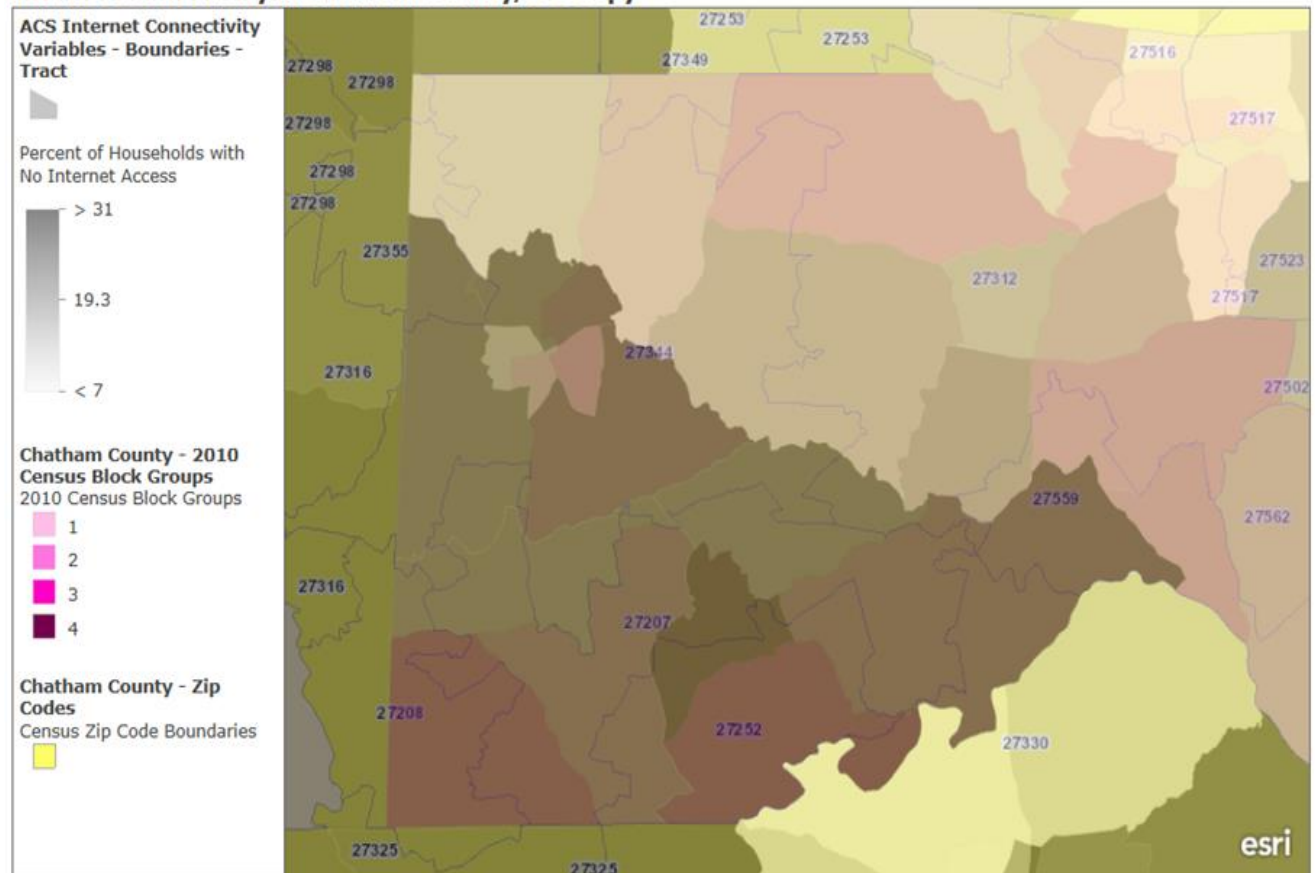 ACS Internet Connectivity
Variables - Boundaries -
Tract
Percent of Households with
No Internet Access
> 31
19.3
< 7
Chatham County - 2010
Census Block Groups
2010 Census Block Groups
1
2
3
4
Chatham County - Zip
Codes
Census Zip Code Boundaries
27253
27253
27349
27516
27298
27298
27298
27517
27298
27298
27355
27523
27312
27517
27344
27316
27502
27559
27562
27316
27207
27208
27252
27330
27325
27325
esri